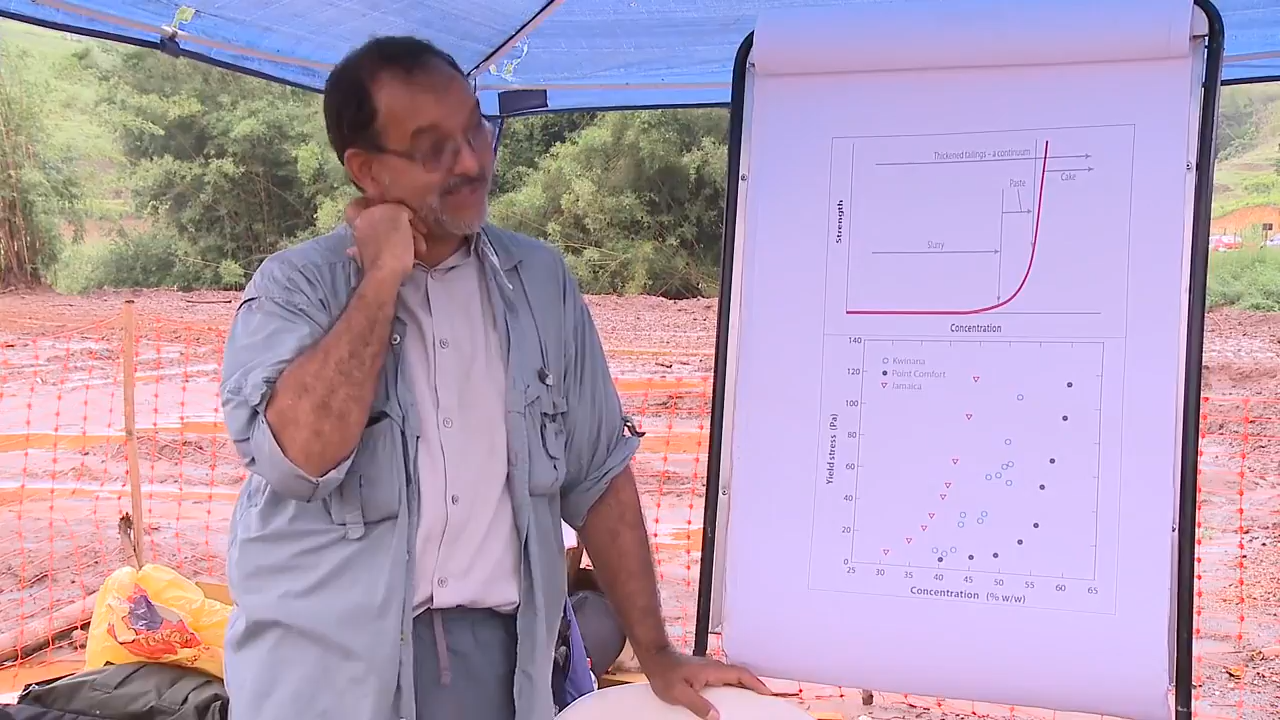 Thickened tailings – a continuum
Cake
Paste
Slurry
Strength
Concentration
140
120
100
80
60
40
20
0
Kwinana
Point Comfort
Jamaica
Yield stress (Pa)
25 30 35 40 45 50 55 60 65
Concentration (% w/w)